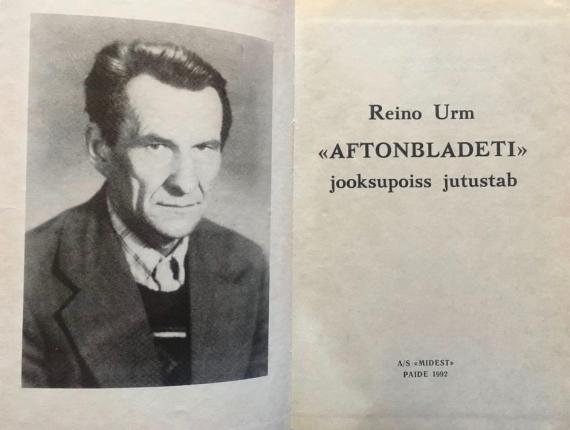 Reino Urm
«AFTONBLADETI»
jooksupoiss jutustab
A/S «MIDEST»
PAIDE 1992